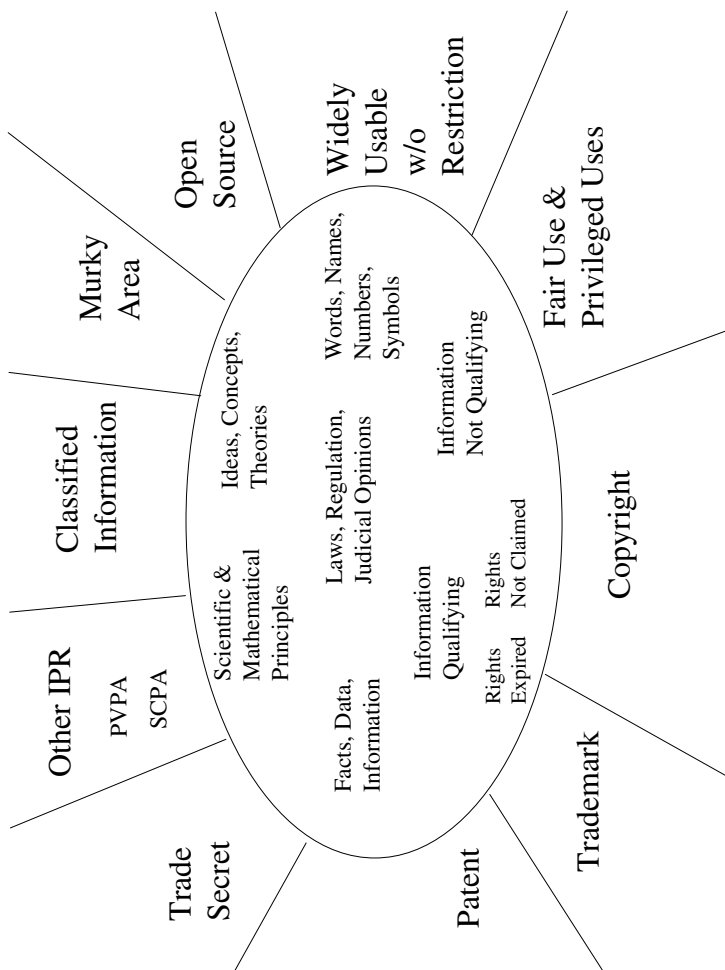 Trade
Secret
Other IPR
PVPA
SCPA
Classified
Information
Murky
Area
Open
Source
Scientific &
Mathematical
Principles
Ideas, Concepts,
Theories
Facts, Data,
Information
Laws, Regulation,
Judicial Opinions
Words, Names,
Numbers,
Symbols
Widely
Usable
w/o
Restriction
Information
Qualifying
Rights
Expired
Rights
Not Claimed
Information
Not Qualifying
Patent
Trademark
Copyright
Fair Use &
Privileged Uses